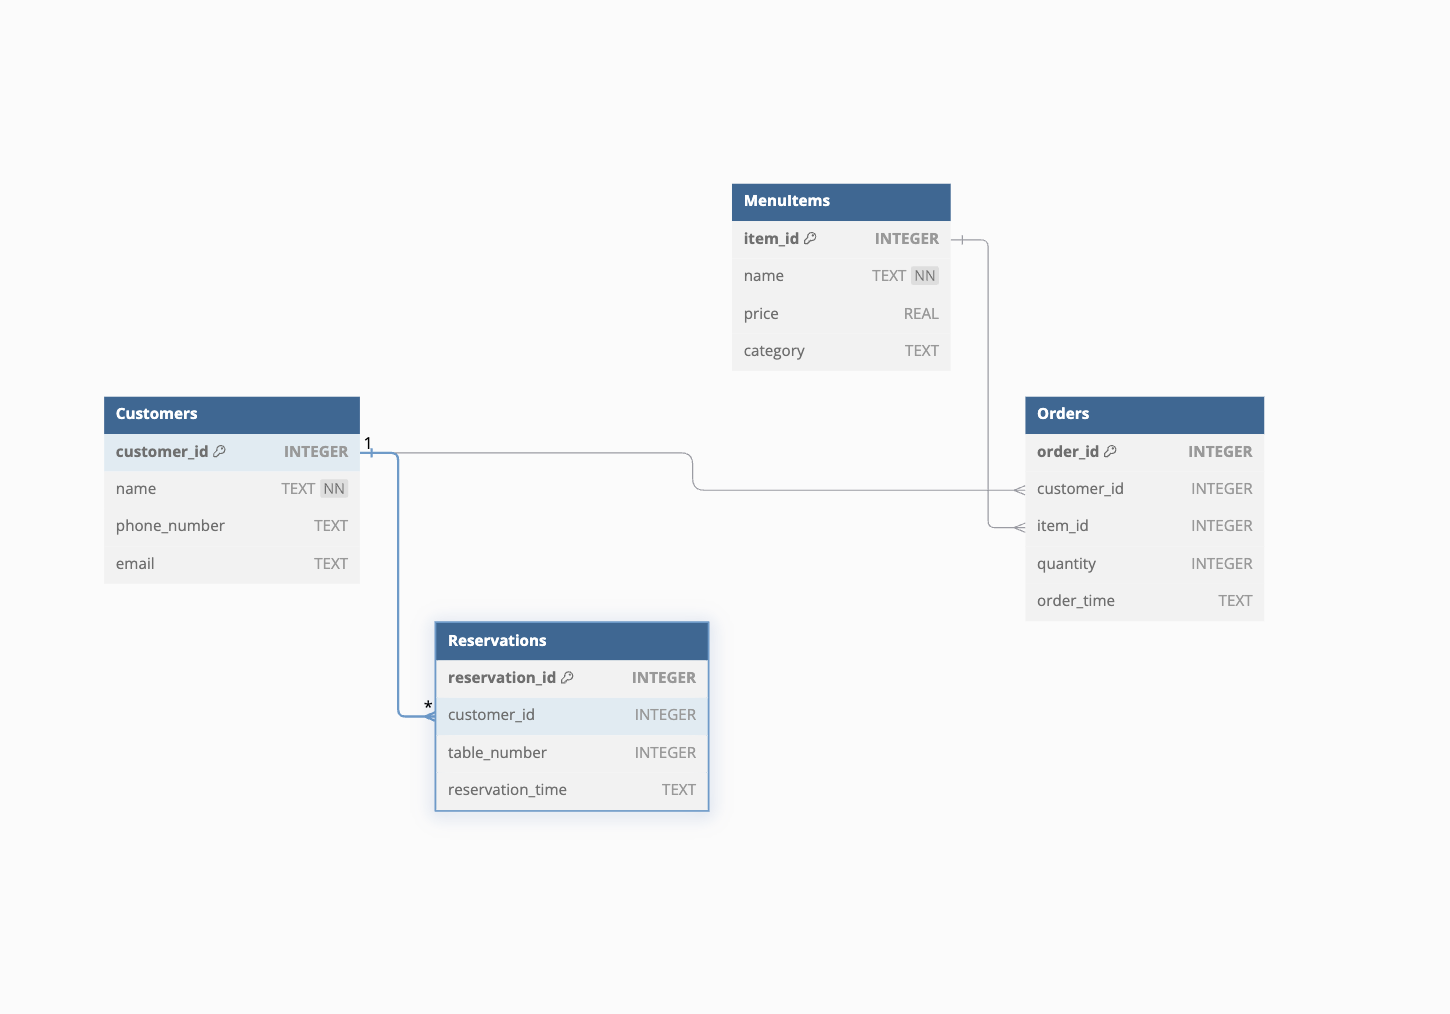 MenuItems
item_id INTEGER
name TEXT NN
price REAL
category TEXT
Customers
customer_id INTEGER
name TEXT NN
phone_number TEXT
email TEXT
1
*
Reservations
reservation_id INTEGER
customer_id INTEGER
table_number INTEGER
reservation_time TEXT
Orders
order_id INTEGER
customer_id INTEGER
item_id INTEGER
quantity INTEGER
order_time TEXT